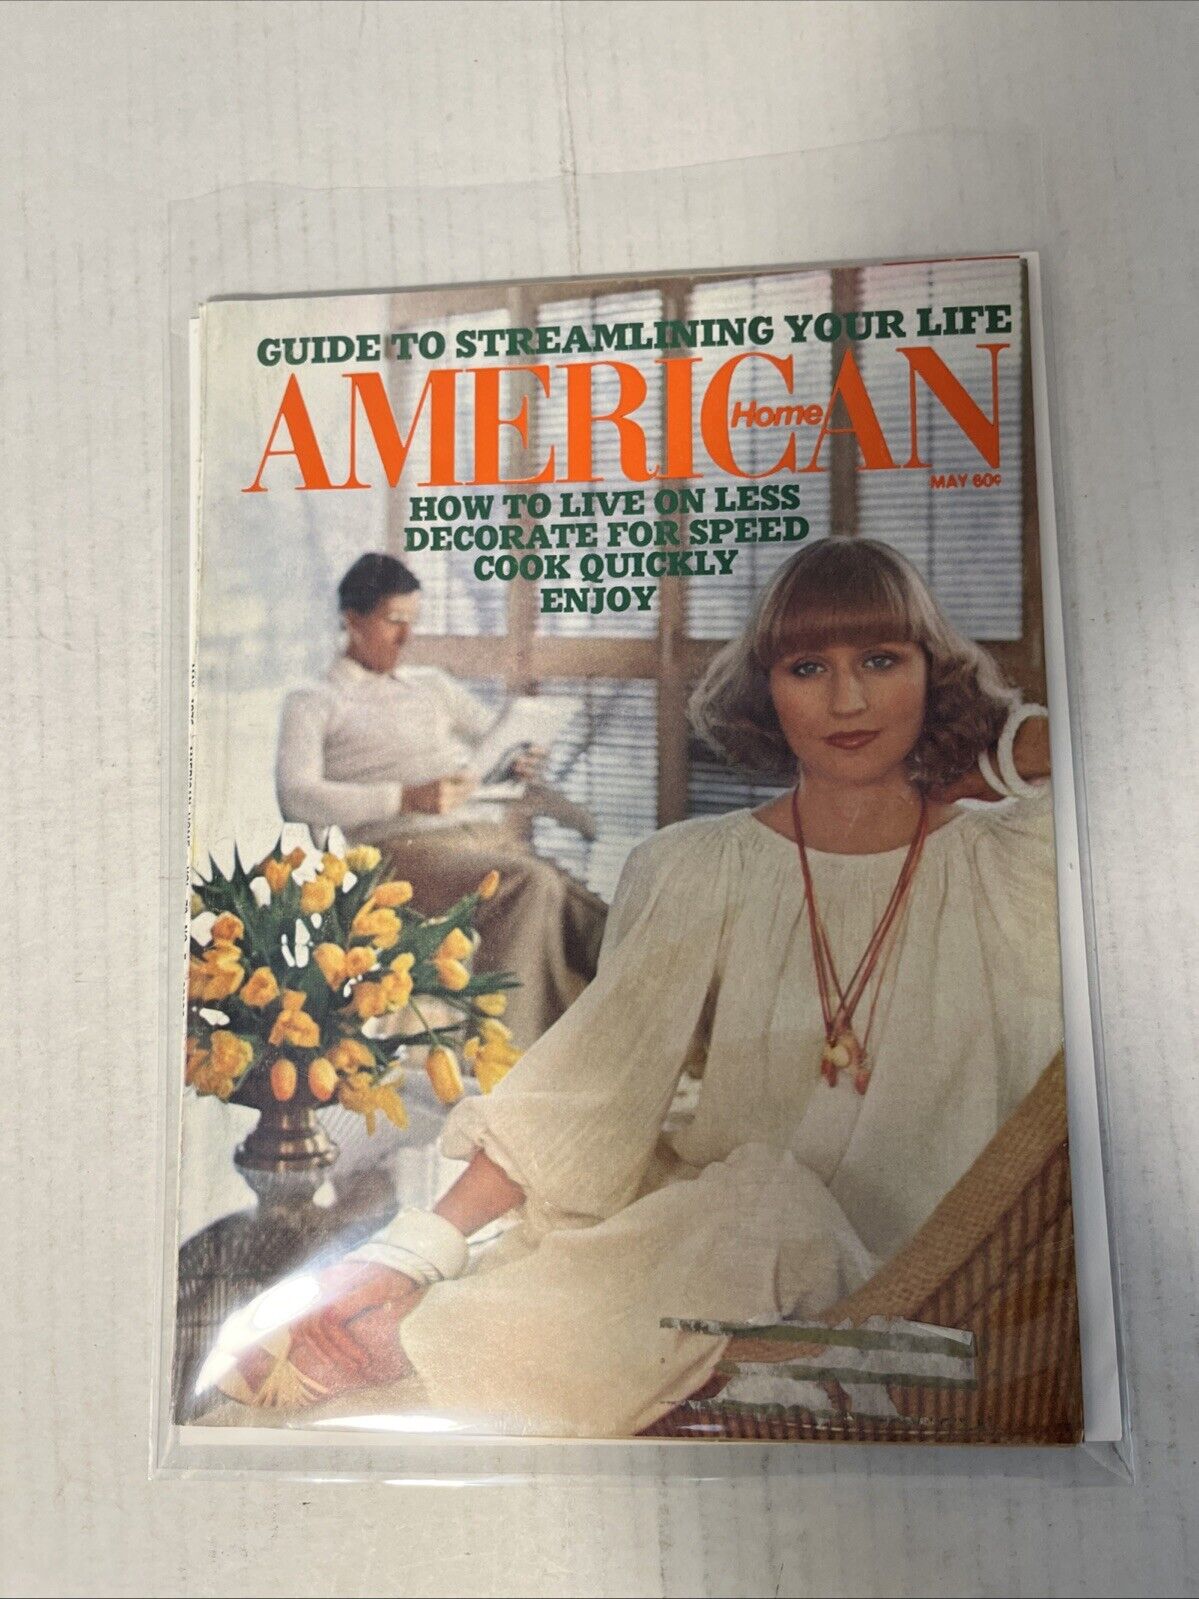 GUIDE TO STREAMLINING YOUR LIFE
AMERICAN
Home
MAY 60¢
HOW TO LIVE ON LESS
DECORATE FOR SPEED
COOK QUICKLY
ENJOY